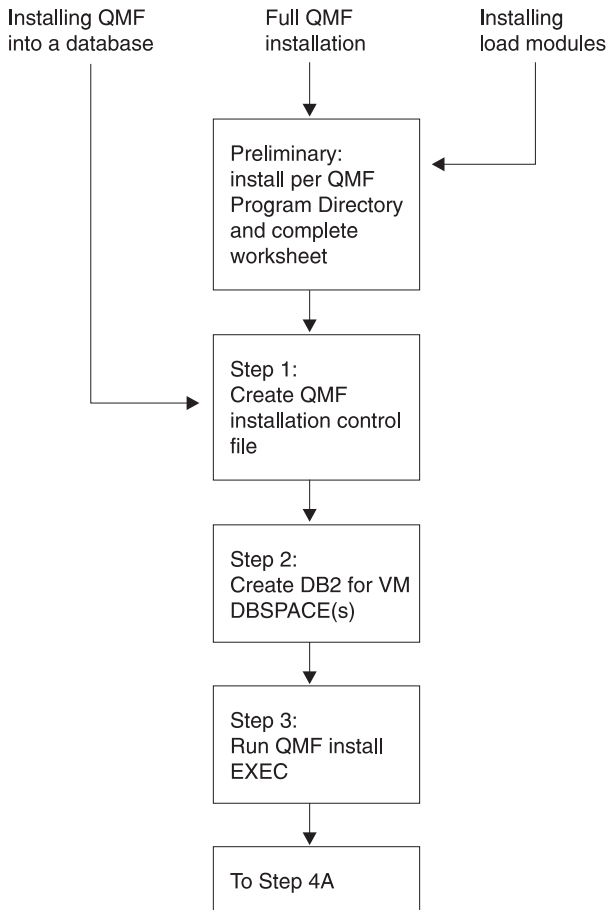 Installing QMF
into a database
Full QMF
installation
Installing
load modules
Preliminary:
install per QMF
Program Directory
and complete
worksheet
Step 1:
Create QMF
installation control
file
Step 2:
Create DB2 for VM
DBSPACE(s)
Step 3:
Run QMF install
EXEC
To Step 4A